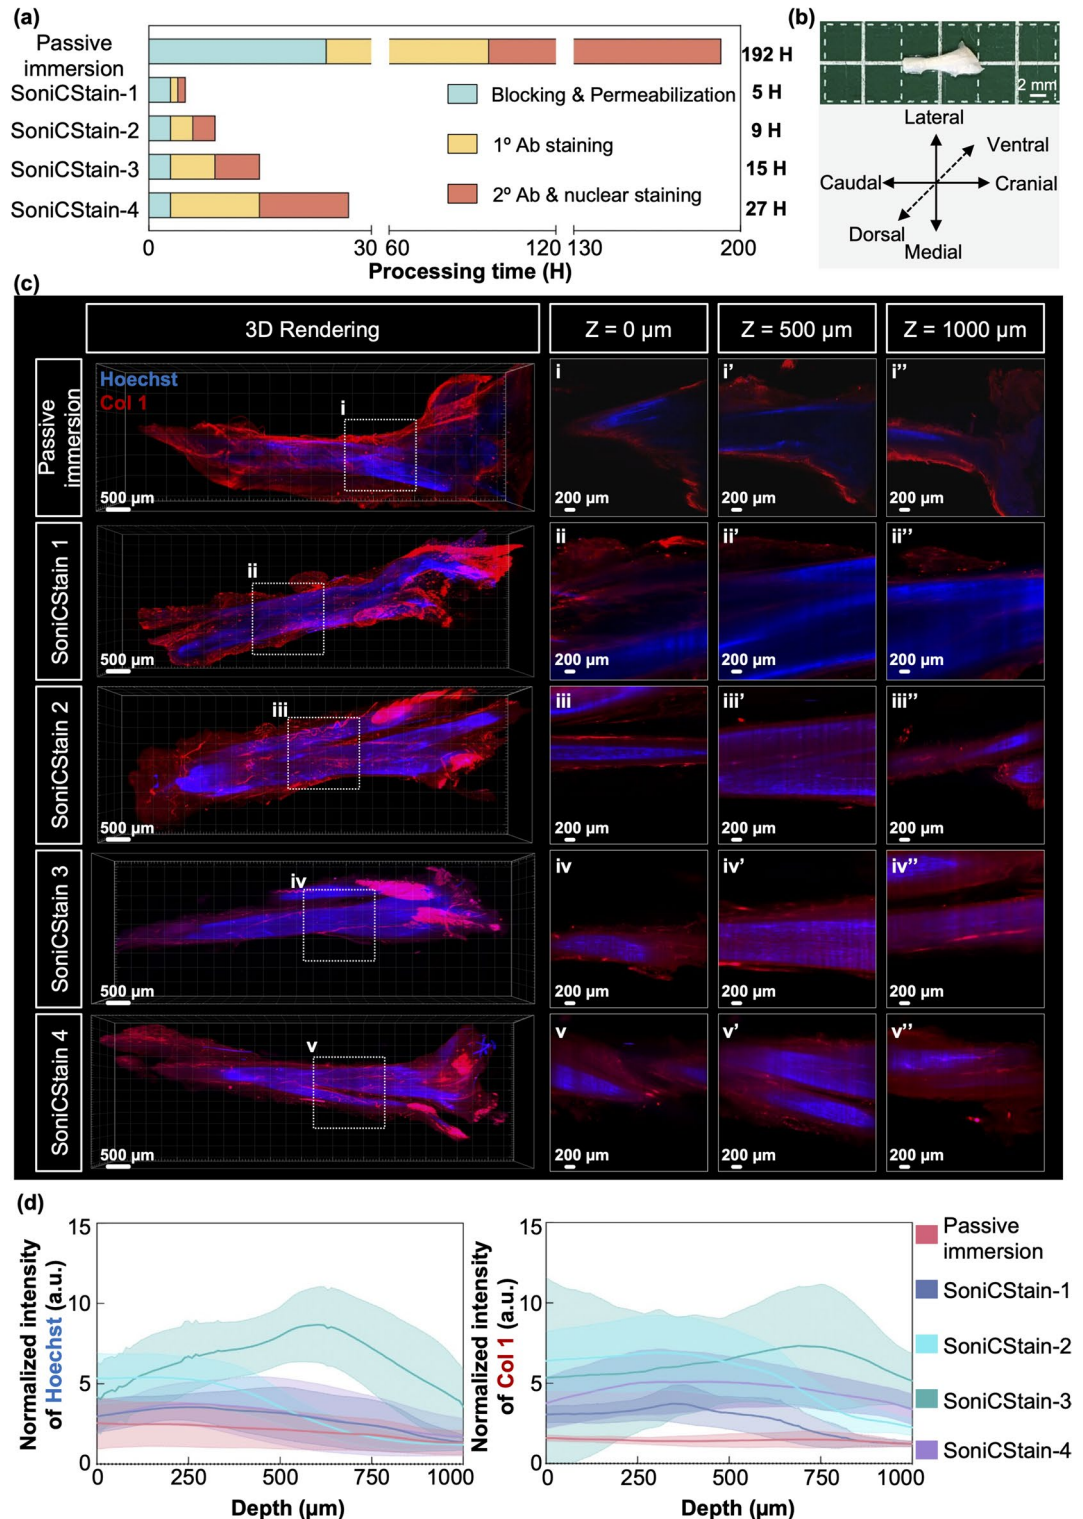 (a)
Passive
immersion
192 H
SoniCStain-1
5 H
SoniCStain-2
9 H
SoniCStain-3
15 H
SoniCStain-4
27 H
Blocking & Permeabilization
1º Ab staining
2º Ab & nuclear staining
0 30 60 120 130 200
Processing time (H)
(b)
2 mm
Lateral
Ventral
Caudal
Cranial
Dorsal
Medial
(c)
3D Rendering
Z = 0 µm
Z = 500 µm
Z = 1000 µm
Passive
immersion
Hoechst
Col 1
i
500 µm
i
200 µm
i’
200 µm
i’’
200 µm
SoniCStain 1
ii
500 µm
ii
200 µm
ii’
200 µm
ii’’
200 µm
SoniCStain 2
iii
500 µm
iii
200 µm
iii’
200 µm
iii’’
200 µm
SoniCStain 3
iv
500 µm
iv
200 µm
iv’
200 µm
iv’’
200 µm
SoniCStain 4
v
500 µm
v
200 µm
v’
200 µm
v’’
200 µm
(d)
Normalized intensity
of Hoechst (a.u.)
15
10
5
0
0 250 500 750 1000
Depth (µm)
Normalized intensity
of Col 1 (a.u.)
15
10
5
0
0 250 500 750 1000
Depth (µm)
Passive
immersion
SoniCStain-1
SoniCStain-2
SoniCStain-3
SoniCStain-4